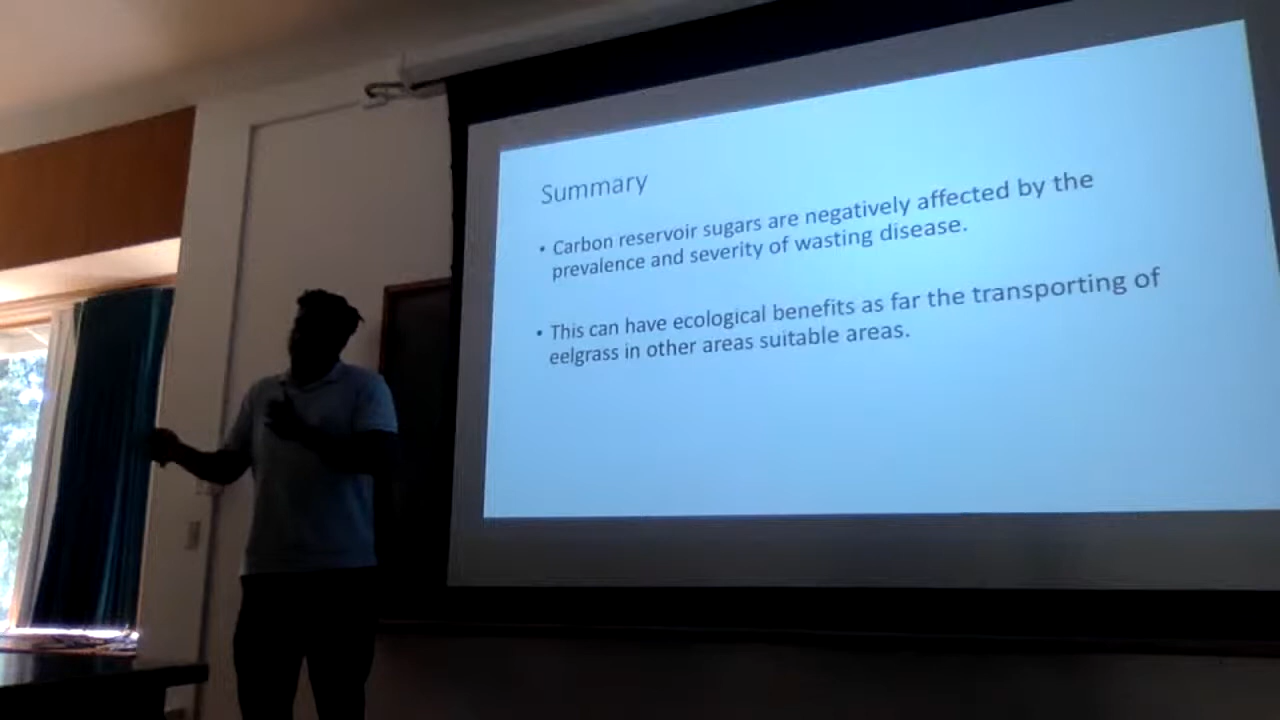 Summary
• Carbon reservoir sugars are negatively affected by the
prevalence and severity of wasting disease.
• This can have ecological benefits as far the transporting of
eelgrass in other areas suitable areas.